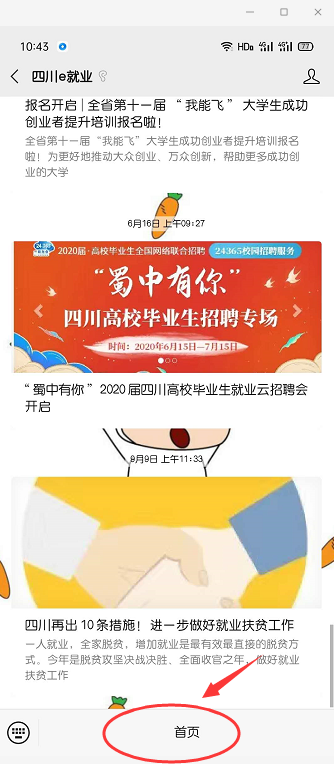 10:43
HD
4G
4G
77
四川e就业
报名开启 | 全省第十一届 “我能飞” 大学生成功
创业者提升培训报名啦！
全省第十一届“我能飞”大学生成功创业者提升培训报名
啦！为更好地推动大众创业、万众创新，帮助更多成功创
业的大学
6月16日 上午09:27
2020届·高校毕业生全国网络联合招聘
24365校园招聘服务
“蜀中有你”
四川高校毕业生招聘专场
时间：2020年6月15日—7月15日
“蜀中有你” 2020届四川高校毕业生就业云招聘会
开启
9月9日 上午11:33
四川再出10条措施！进一步做好就业扶贫工作
一人就业，全家脱贫，增加就业是最有效最直接的脱贫方
式。今年是脱贫攻坚战决战决胜、全面收官之年，做好就业
扶贫工作
首页